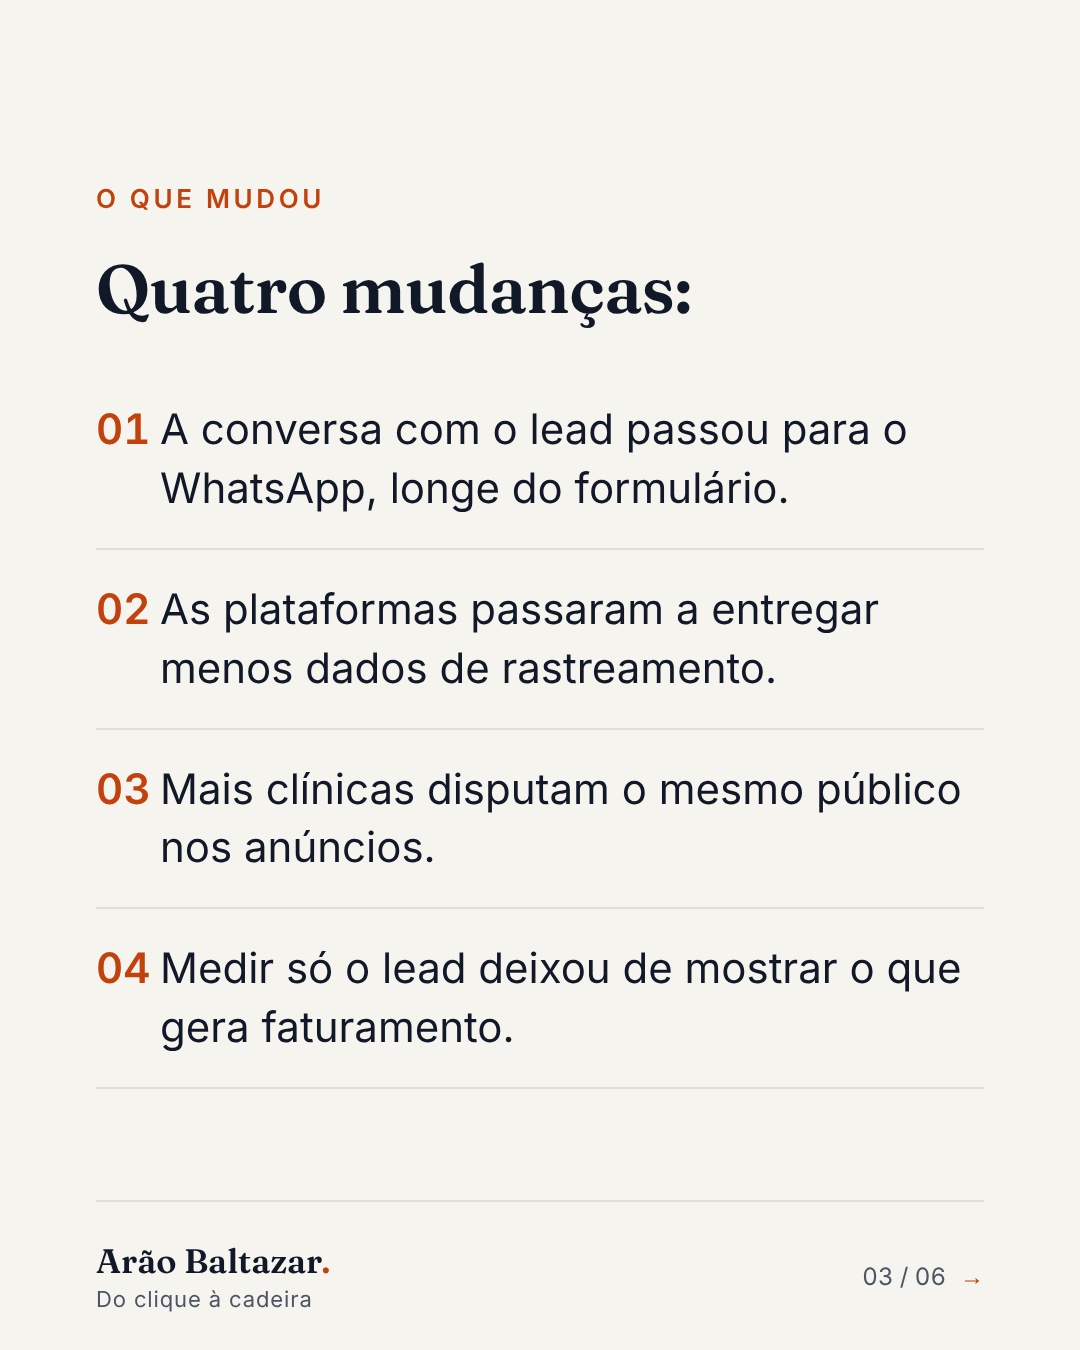 O QUE MUDOU
Quatro mudanças:
01 A conversa com o lead passou para o
WhatsApp, longe do formulário.
02 As plataformas passaram a entregar
menos dados de rastreamento.
03 Mais clínicas disputam o mesmo público
nos anúncios.
04 Medir só o lead deixou de mostrar o que
gera faturamento.
Arão Baltazar.
Do clique à cadeira
03 / 06 →